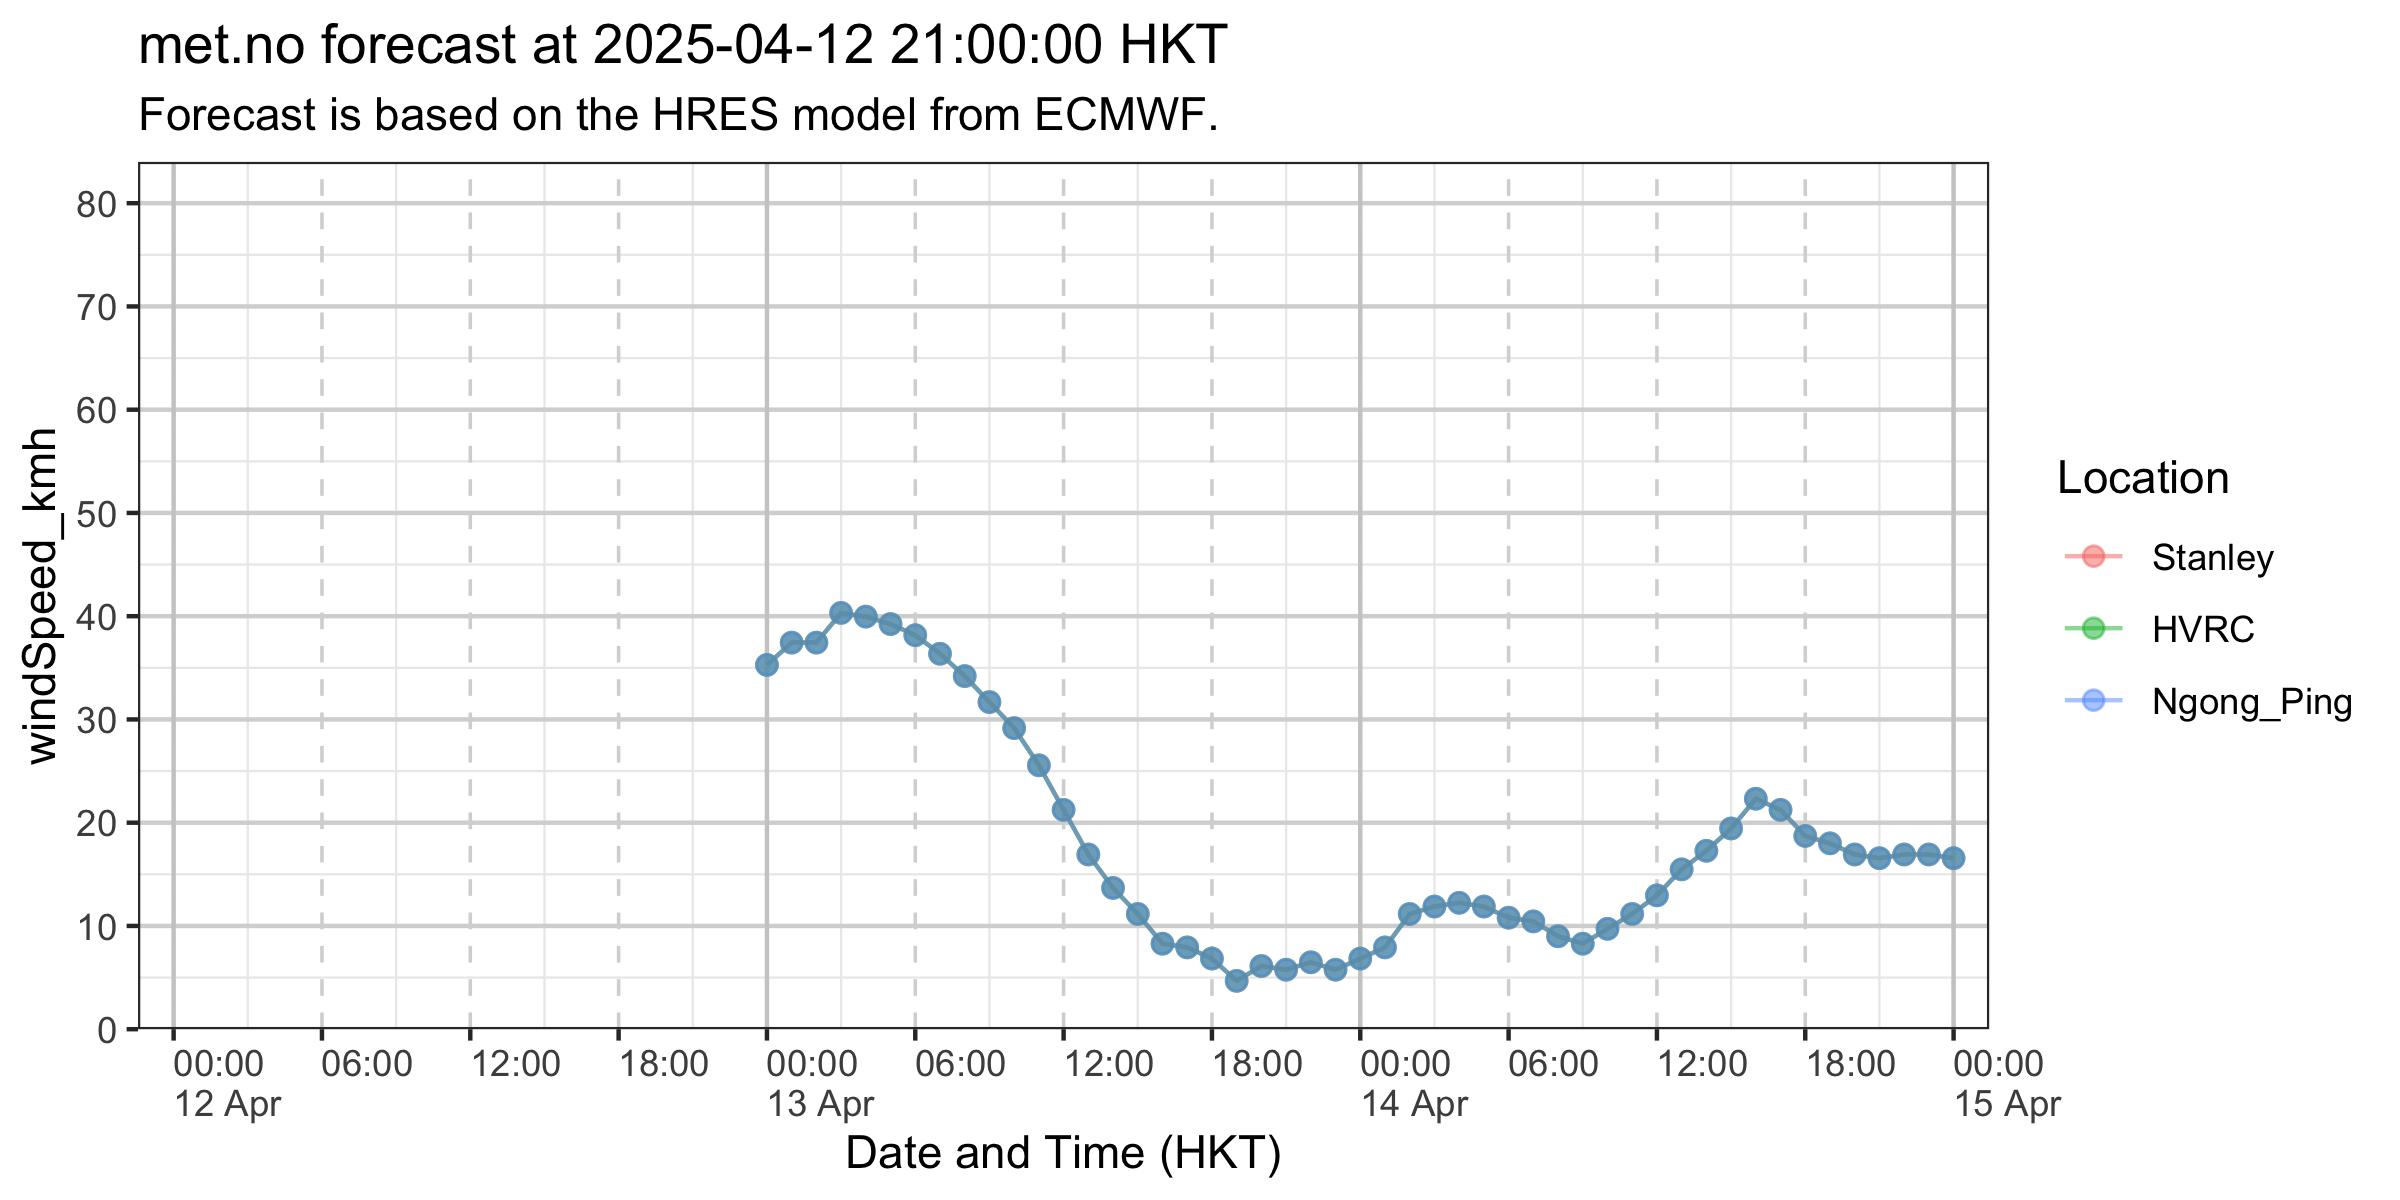 met.no forecast at 2025-04-12 21:00:00 HKT
Forecast is based on the HRES model from ECMWF.
windSpeed_kmh
80
70
60
50
40
30
20
10
0
00:00 06:00 12:00 18:00 00:00 06:00 12:00 18:00 00:00 06:00 12:00 18:00 00:00
12 Apr 13 Apr 14 Apr 15 Apr
Date and Time (HKT)
Location
Stanley
HVRC
Ngong_Ping